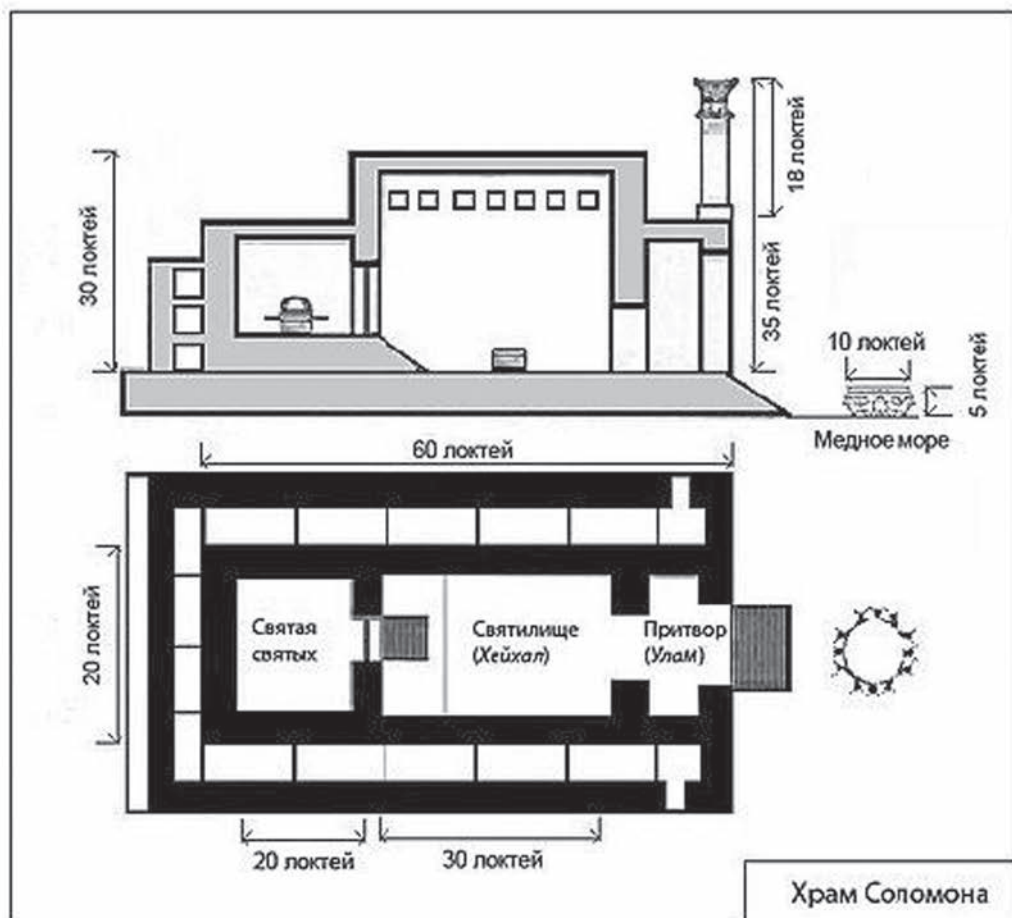 18 локтей
30 локтей
35 локтей
10 локтей
5 локтей
Медное море
60 локтей
20 локтей
Святая
святых
Святилище
(Хейхал)
Притвор
(Улам)
20 локтей
30 локтей
Храм Соломона